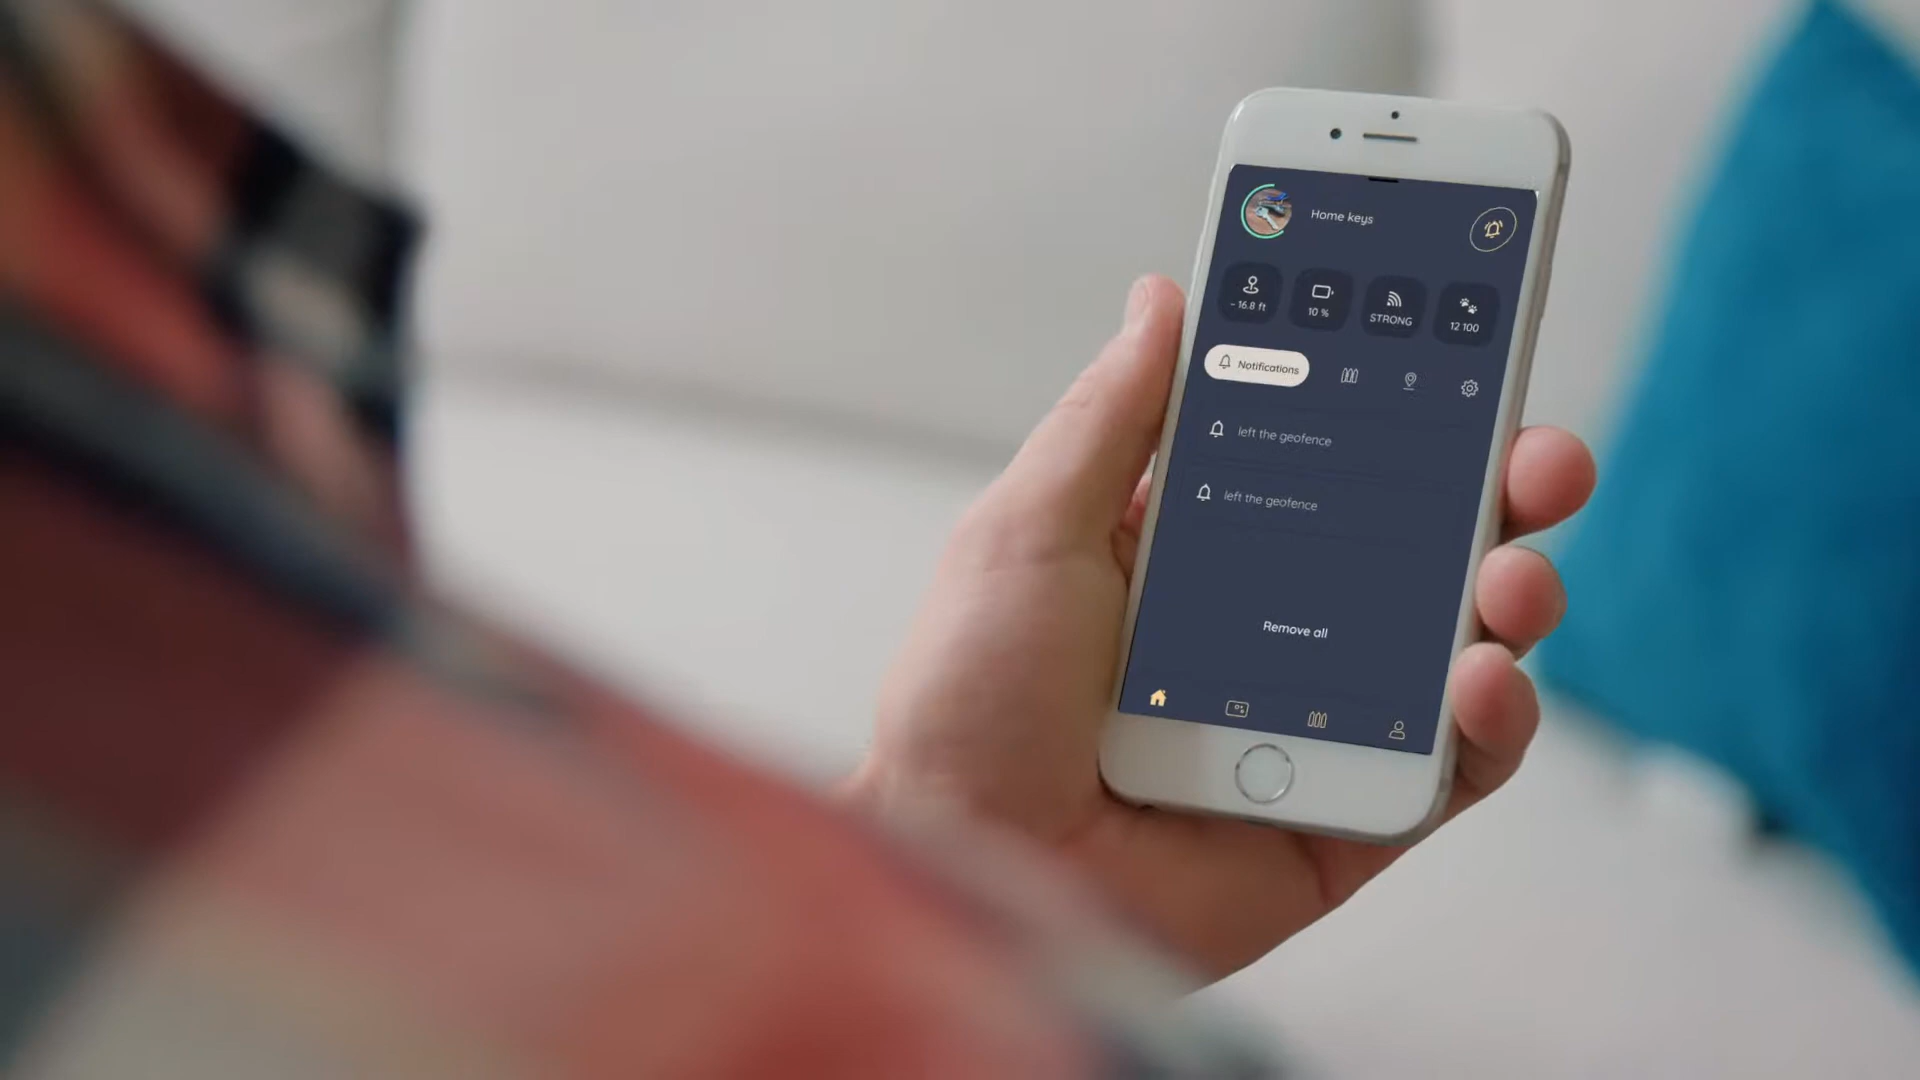 Home keys
~ 16.8 ft
10 %
STRONG
12 100
Notifications
left the geofence
left the geofence
Remove all